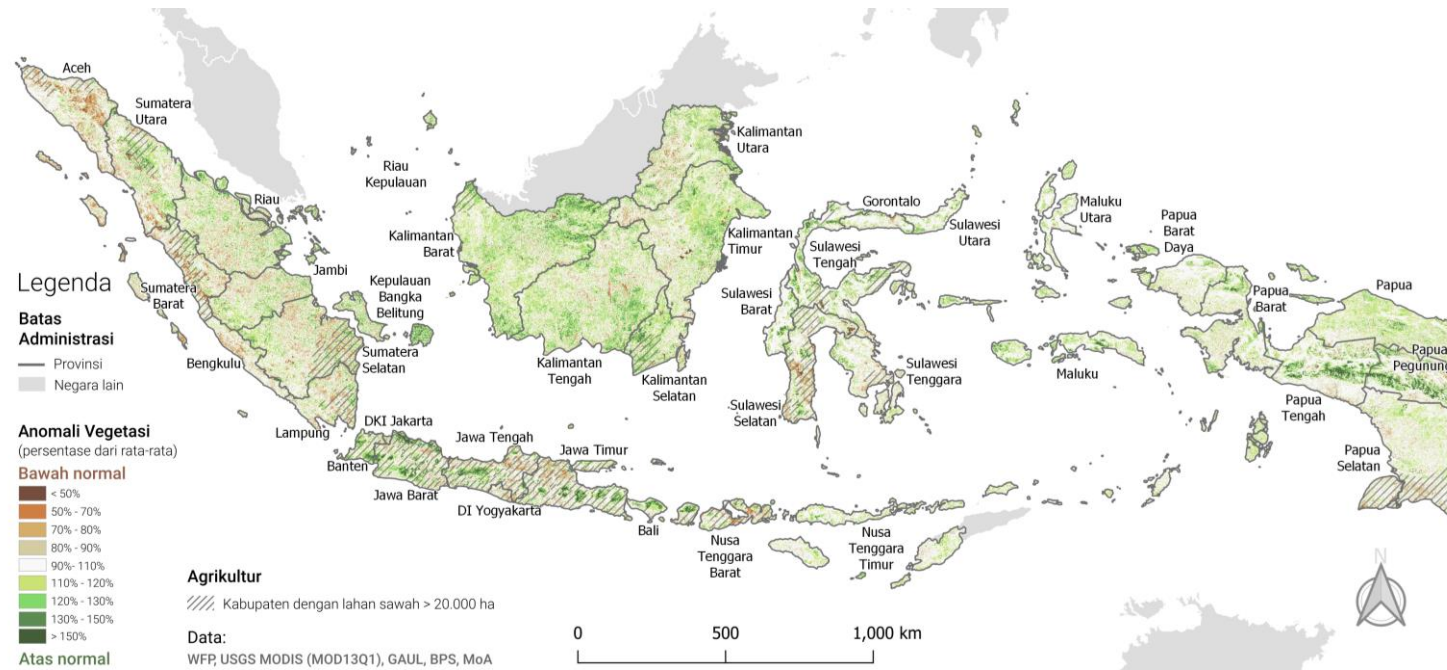 Aceh
Sumatera
Utara
Riau
Kepulauan
Riau
Jambi
Sumatera
Barat
Kepulauan
Bangka
Belitung
Bengkulu
Sumatera
Selatan
Lampung
Kalimantan
Utara
Kalimantan
Barat
Kalimantan
Timur
Kalimantan
Tengah
Kalimantan
Selatan
Gorontalo
Sulawesi
Utara
Sulawesi
Tengah
Sulawesi
Barat
Sulawesi
Tenggara
Sulawesi
Selatan
Maluku
Utara
Maluku
Papua
Barat
Daya
Papua
Barat
Papua
Papua
Pegunung
Papua
Tengah
Papua
Selatan
DKI Jakarta
Banten
Jawa Barat
Jawa Tengah
DI Yogyakarta
Jawa Timur
Bali
Nusa
Tenggara
Barat
Nusa
Tenggara
Timur
Legenda
Batas
Administrasi
Provinsi
Negara lain
Anomali Vegetasi
(persentase dari rata-rata)
Bawah normal
< 50%
50% - 70%
70% - 80%
80% - 90%
90%- 110%
110% - 120%
120% - 130%
130% - 150%
> 150%
Atas normal
Agrikultur
Kabupaten dengan lahan sawah > 20.000 ha
Data:
WFP, USGS MODIS (MOD13Q1), GAUL, BPS, MoA
0 500 1,000 km
N